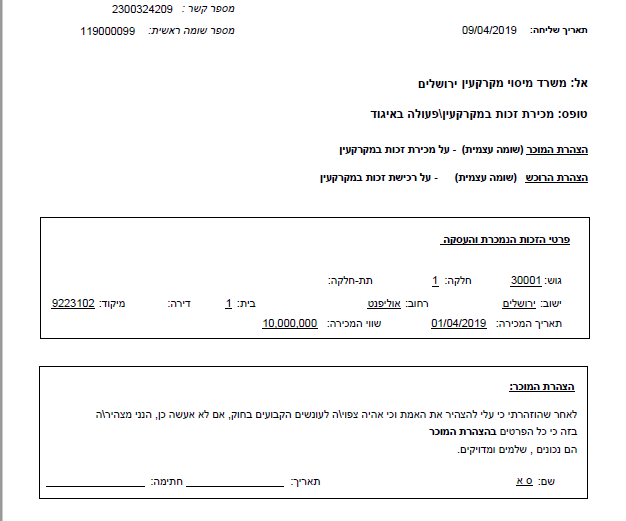 מספר קשר : 2300324209
תאריך שליחה: 09/04/2019 מספר שומה ראשית: 119000099
אל: משרד מיסוי מקרקעין ירושלים
טופס: מכירת זכות במקרקעין\פעולה באיגוד
הצהרת המוכר (שומה עצמית) - על מכירת זכות במקרקעין
הצהרת הרוכש (שומה עצמית) - על רכישת זכות במקרקעין
פרטי הזכות הנמכרת והעסקה
גוש: 30001 חלקה: 1 תת-חלקה:
ישוב: ירושלים רחוב: אוליפנט בית: 1 דירה: מיקוד: 9223102
תאריך המכירה: 01/04/2019 שווי המכירה: 10,000,000
הצהרת המוכר:
לאחר שהוזהרתי כי עלי להצהיר את האמת וכי אהיה צפוי\ה לעונשים הקבועים בחוק, אם לא אעשה כן, הנני מצהיר\ה
בזה כי כל הפרטים בהצהרת המוכר
הם נכונים , שלמים ומדויקים.
שם: ס א תאריך: חתימה: